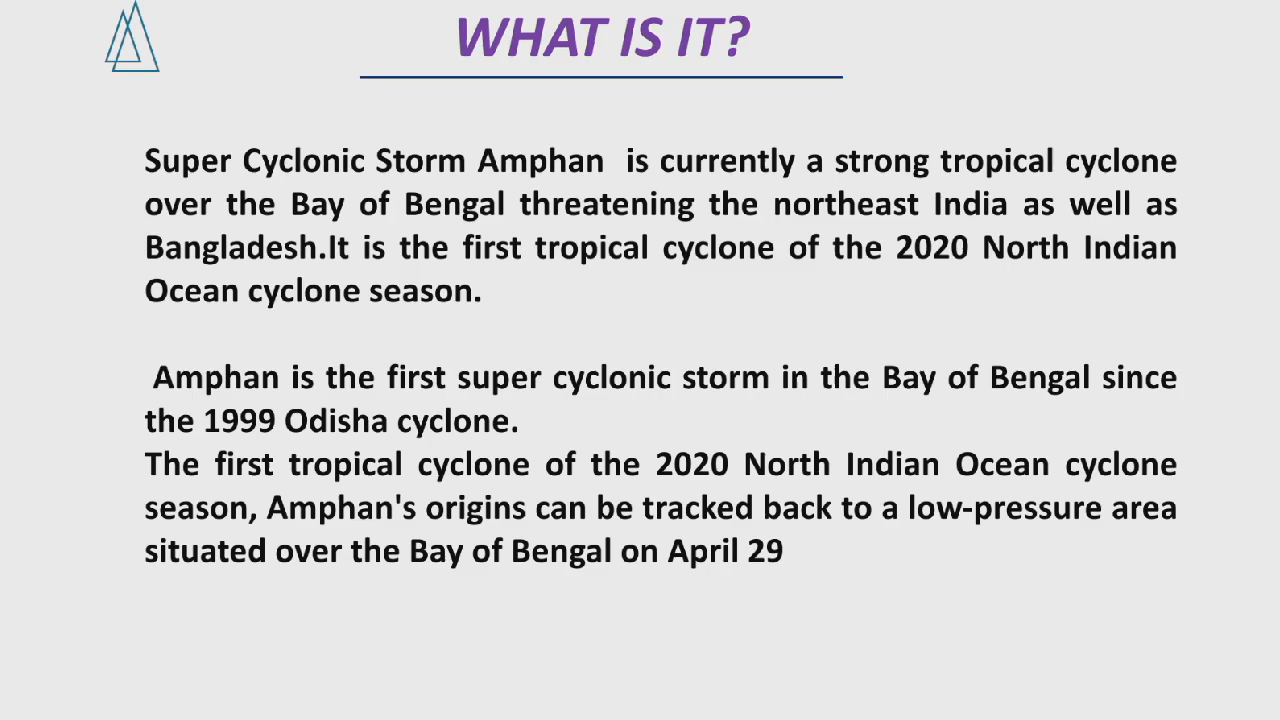 WHAT IS IT?
Super Cyclonic Storm Amphan  is currently a strong tropical cyclone
over the Bay of Bengal threatening the northeast India as well as
Bangladesh.It is the first tropical cyclone of the 2020 North Indian
Ocean cyclone season.
Amphan is the first super cyclonic storm in the Bay of Bengal since
the 1999 Odisha cyclone.
The first tropical cyclone of the 2020 North Indian Ocean cyclone
season, Amphan's origins can be tracked back to a low-pressure area
situated over the Bay of Bengal on April 29